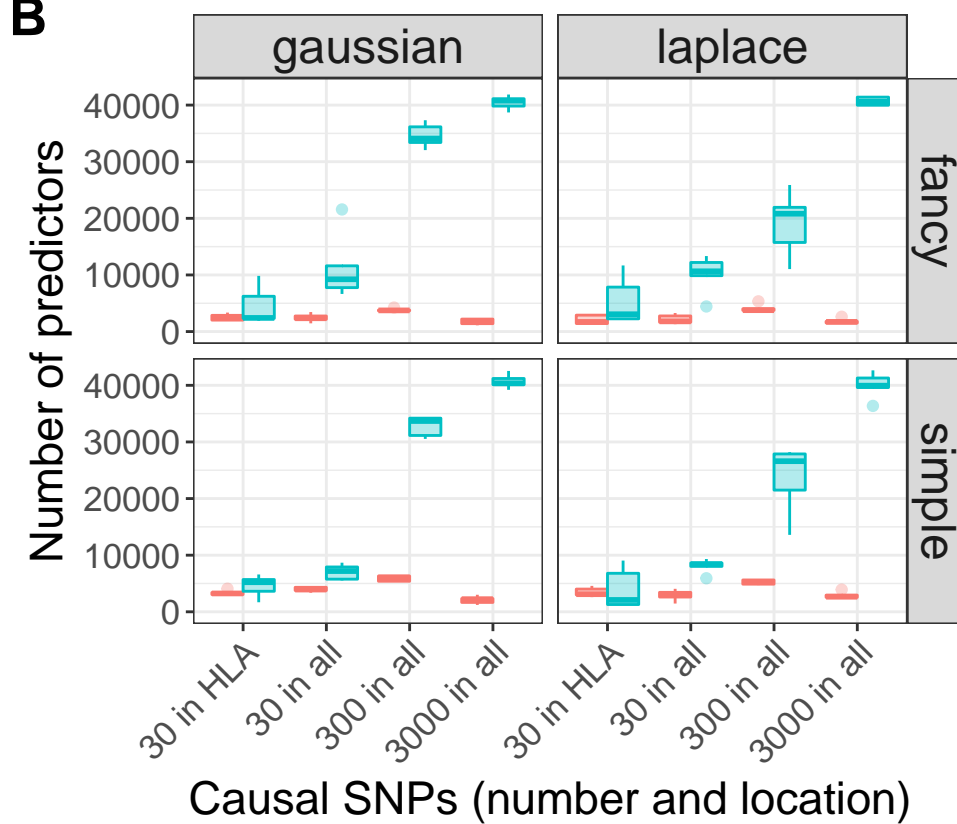 B
gaussian
laplace
Number of predictors
40000
30000
20000
10000
0
fancy
40000
30000
20000
10000
0
simple
30 in HLA
30 in all
300 in all
3000 in all
30 in HLA
30 in all
300 in all
3000 in all
Causal SNPs (number and location)